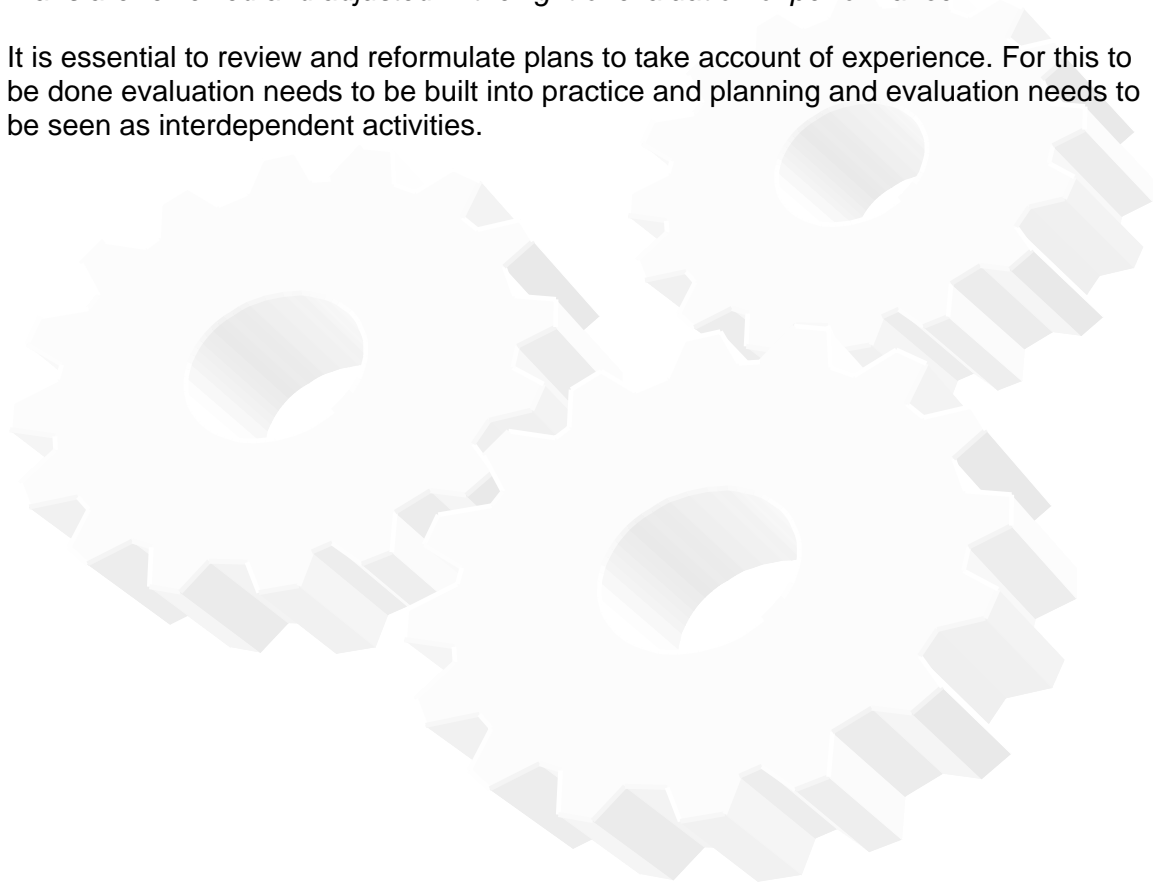 It is essential to review and reformulate plans to take account of experience. For this to
be done evaluation needs to be built into practice and planning and evaluation needs to
be seen as interdependent activities.